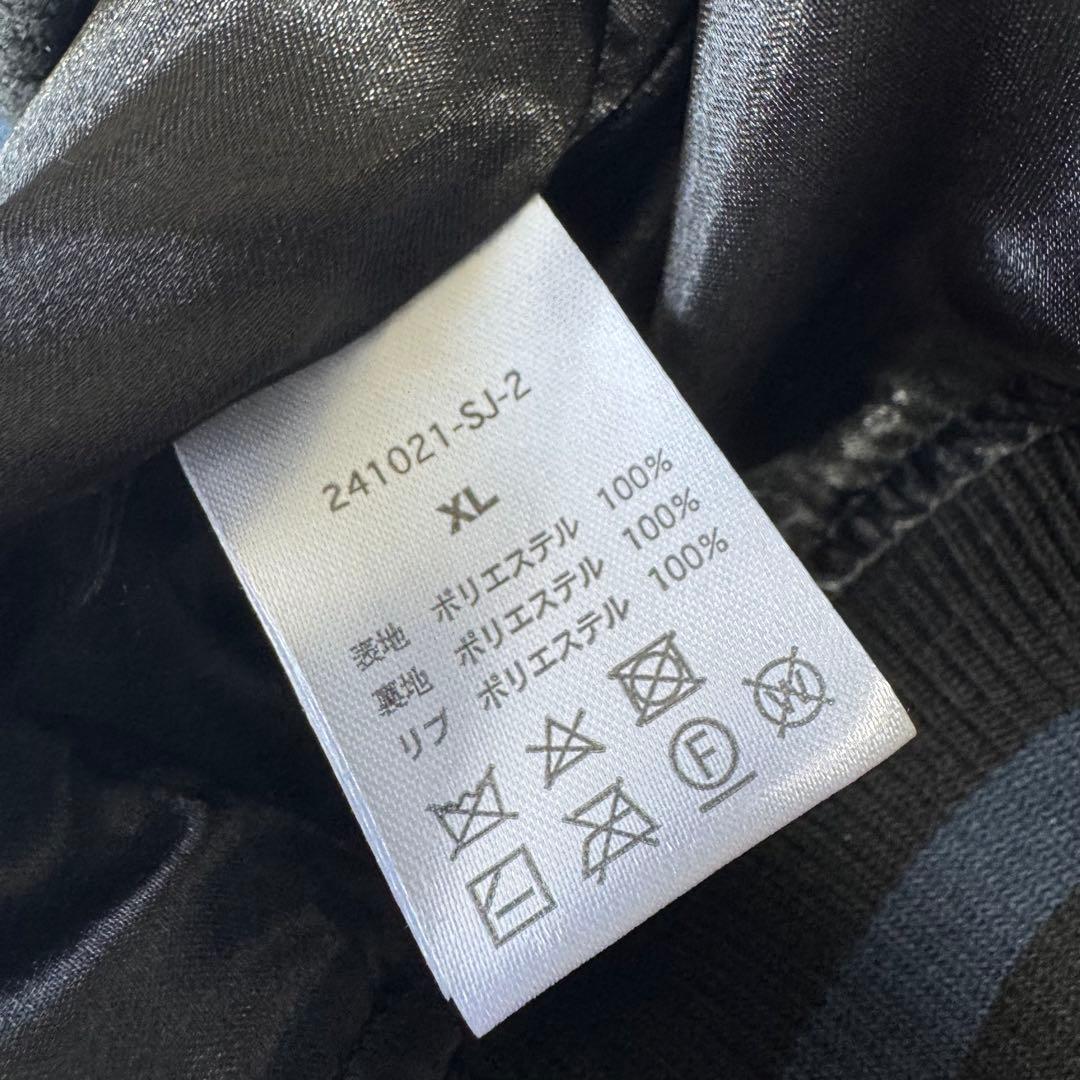 241021-SJ-2
XL
表地 ポリエステル 100%
裏地 ポリエステル 100%
リブ ポリエステル 100%
F
W